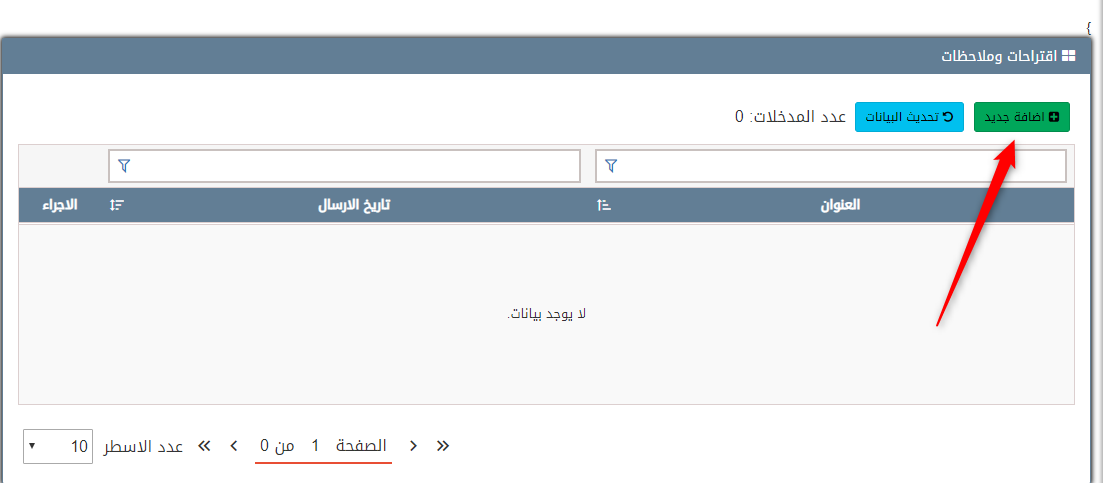 {
اقتراحات وملاحظات
اضافة جديد تحديث البيانات عدد المدخلات: 0
العنوان تاريخ الارسال الاجراء
لا يوجد بيانات.
الصفحة 1 من 0 عدد الاسطر 10